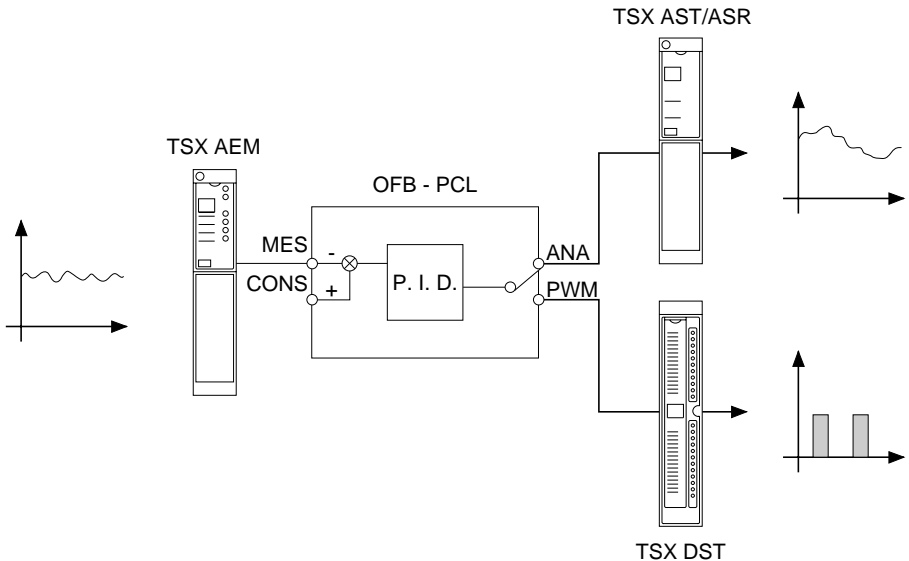 TSX AST/ASR
TSX AEM
OFB - PCL
MES
-
ANA
CONS
+
P. I. D.
PWM
TSX DST